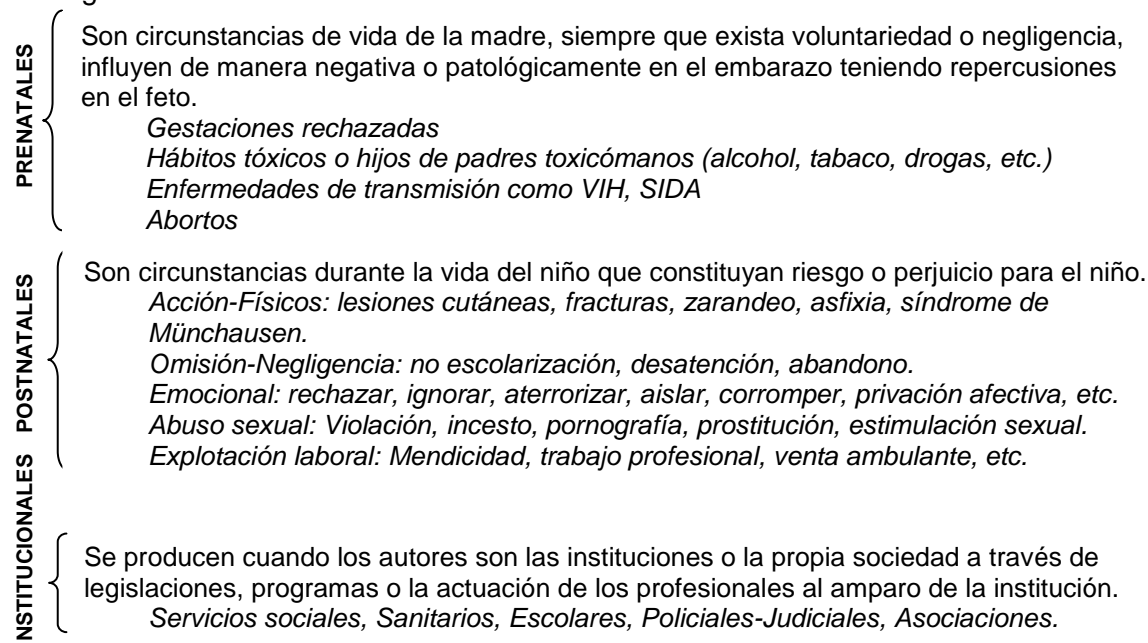 PRENATALES
Son circunstancias de vida de la madre, siempre que exista voluntariedad o negligencia,
influyen de manera negativa o patológicamente en el embarazo teniendo repercusiones
en el feto.
Gestaciones rechazadas
Hábitos tóxicos o hijos de padres toxicómanos (alcohol, tabaco, drogas, etc.)
Enfermedades de transmisión como VIH, SIDA
Abortos
POSTNATALES
Son circunstancias durante la vida del niño que constituyan riesgo o perjuicio para el niño.
Acción-Físicos: lesiones cutáneas, fracturas, zarandeo, asfixia, síndrome de
Münchausen.
Omisión-Negligencia: no escolarización, desatención, abandono.
Emocional: rechazar, ignorar, aterrorizar, aislar, corromper, privación afectiva, etc.
Abuso sexual: Violación, incesto, pornografía, prostitución, estimulación sexual.
Explotación laboral: Mendicidad, trabajo profesional, venta ambulante, etc.
NSTITUCIONALES
Se producen cuando los autores son las instituciones o la propia sociedad a través de
legislaciones, programas o la actuación de los profesionales al amparo de la institución.
Servicios sociales, Sanitarios, Escolares, Policiales-Judiciales, Asociaciones.